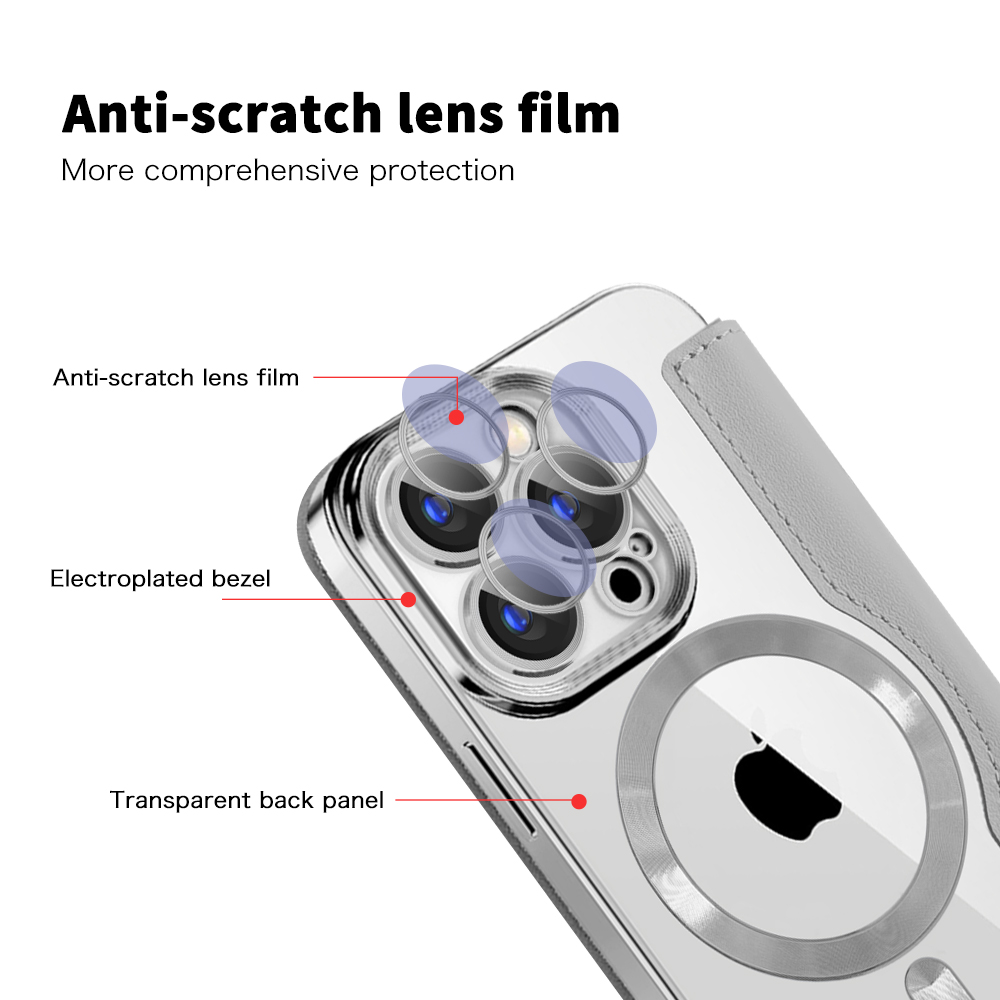 Anti-scratch lens film
More comprehensive protection
Anti-scratch lens film
Electroplated bezel
Transparent back panel